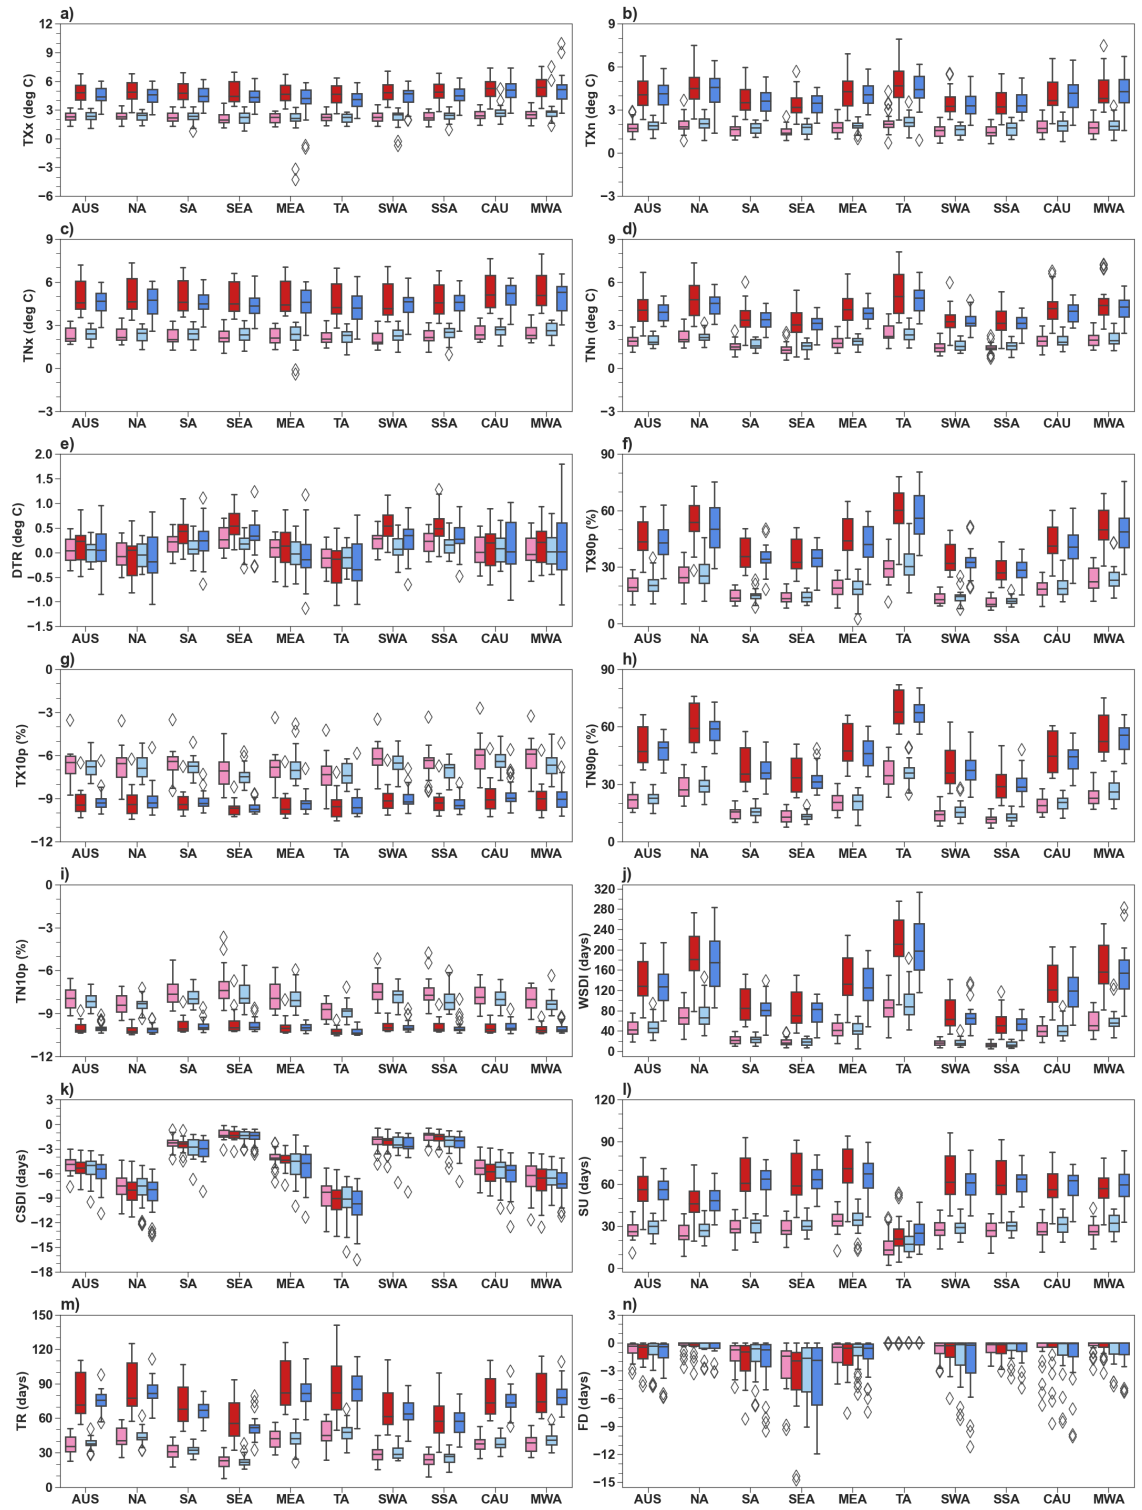 a)
TXx (deg C)
12
9
6
3
0
−3
−6
AUS NA SA SEA MEA TA SWA SSA CAU MWA
b)
TXn (deg C)
9
6
3
0
−3
AUS NA SA SEA MEA TA SWA SSA CAU MWA
c)
TNx (deg C)
9
6
3
0
−3
AUS NA SA SEA MEA TA SWA SSA CAU MWA
d)
TNn (deg C)
9
6
3
0
−3
AUS NA SA SEA MEA TA SWA SSA CAU MWA
e)
DTR (deg C)
2.0
1.5
1.0
0.5
0.0
−0.5
−1.0
−1.5
AUS NA SA SEA MEA TA SWA SSA CAU MWA
f)
TX90p (%)
90
60
30
0
AUS NA SA SEA MEA TA SWA SSA CAU MWA
g)
TX10p (%)
0
−3
−6
−9
−12
AUS NA SA SEA MEA TA SWA SSA CAU MWA
h)
TN90p (%)
90
60
30
0
AUS NA SA SEA MEA TA SWA SSA CAU MWA
i)
TN10p (%)
0
−3
−6
−9
−12
AUS NA SA SEA MEA TA SWA SSA CAU MWA
j)
WSDI (days)
320
280
240
200
160
120
80
40
0
AUS NA SA SEA MEA TA SWA SSA CAU MWA
k)
CSDI (days)
3
0
−3
−6
−9
−12
−15
−18
AUS NA SA SEA MEA TA SWA SSA CAU MWA
l)
SU (days)
120
90
60
30
0
AUS NA SA SEA MEA TA SWA SSA CAU MWA
m)
TR (days)
150
120
90
60
30
0
AUS NA SA SEA MEA TA SWA SSA CAU MWA
n)
FD (days)
3
0
−3
−6
−9
−12
−15
AUS NA SA SEA MEA TA SWA SSA CAU MWA